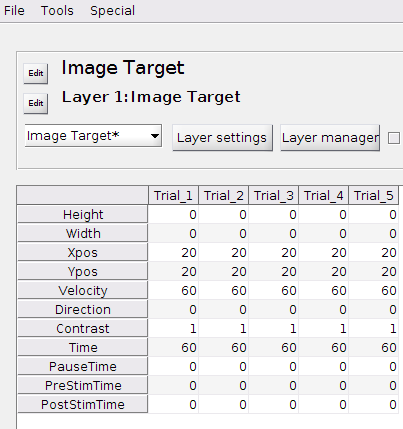 File Tools Special
Edit Image Target
Edit Layer 1:Image Target
Image Target* Layer settings Layer manager
Trial_1 Trial_2 Trial_3 Trial_4 Trial_5
Height 0 0 0 0 0
Width 0 0 0 0 0
Xpos 20 20 20 20 20
Ypos 20 20 20 20 20
Velocity 60 60 60 60 60
Direction 0 0 0 0 0
Contrast 1 1 1 1 1
Time 60 60 60 60 60
PauseTime 0 0 0 0 0
PreStimTime 0 0 0 0 0
PostStimTime 0 0 0 0 0